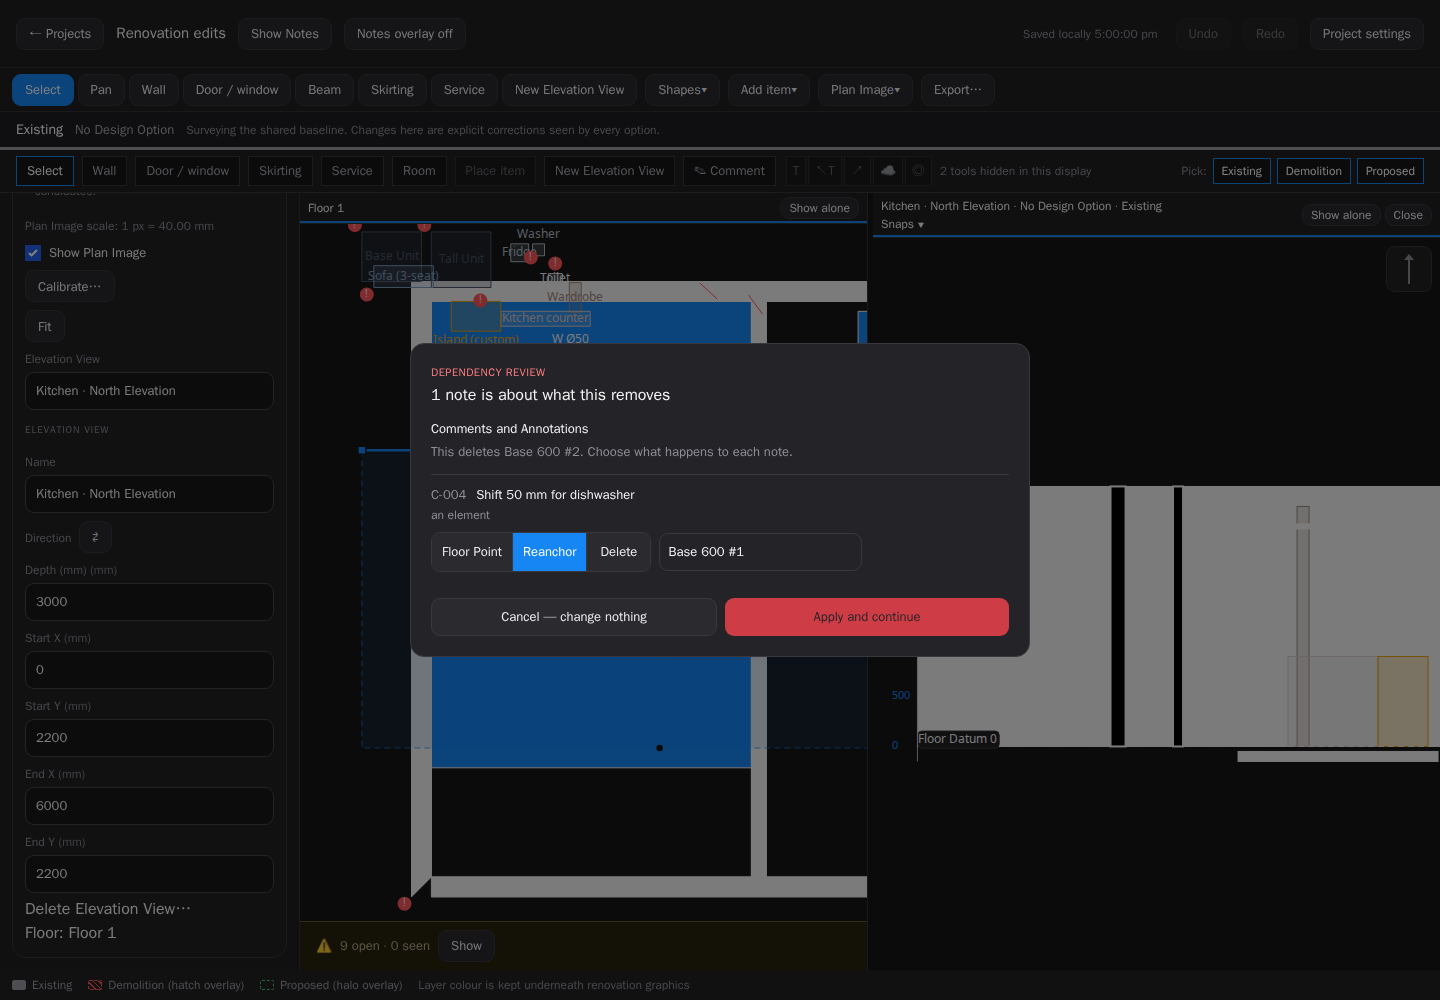 ← Projects
Renovation edits
Show Notes
Notes overlay off
Saved locally 5:00:00 pm
Undo
Redo
Project settings
Select
Pan
Wall
Door / window
Beam
Skirting
Service
New Elevation View
Shapes▾
Add item▾
Plan Image▾
Export⋯
Existing
No Design Option
Surveying the shared baseline. Changes here are explicit corrections seen by every option.
Select
Wall
Door / window
Skirting
Service
Room
Place item
New Elevation View
✎ Comment
T
↖T
↗
2 tools hidden in this display
Pick:
Existing
Demolition
Proposed
Plan Image scale: 1 px = 40.00 mm
Show Plan Image
Calibrate⋯
Fit
Elevation View
Kitchen · North Elevation
ELEVATION VIEW
Name
Kitchen · North Elevation
Direction
Depth (mm) (mm)
3000
Start X (mm)
0
Start Y (mm)
2200
End X (mm)
6000
End Y (mm)
2200
Delete Elevation View⋯
Floor: Floor 1
Floor 1
Show alone
Washer
Fridge
Base Unit
Tall Unit
Sofa (3-seat)
Toilet
Wardrobe
Kitchen counter
Island (custom)
W Ø50
Kitchen · North Elevation · No Design Option · Existing
Snaps ▾
Show alone
Close
500
0
Floor Datum 0
DEPENDENCY REVIEW
1 note is about what this removes
Comments and Annotations
This deletes Base 600 #2. Choose what happens to each note.
C-004 Shift 50 mm for dishwasher
an element
Floor Point
Reanchor
Delete
Base 600 #1
Cancel — change nothing
Apply and continue
9 open · 0 seen
Show
Existing
Demolition (hatch overlay)
Proposed (halo overlay)
Layer colour is kept underneath renovation graphics